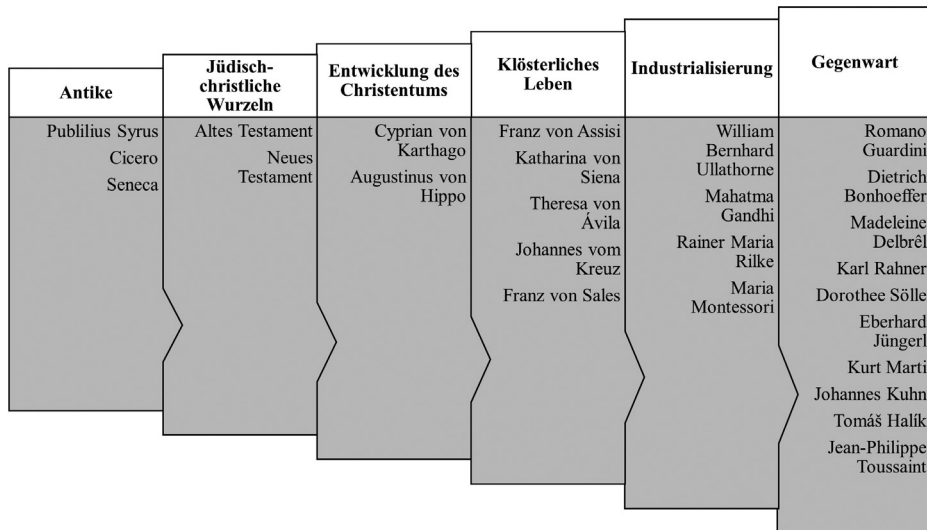 Antike
Publilius Syrus
Cicero
Seneca
Jüdisch-
christliche
Wurzeln
Altes Testament
Neues
Testament
Entwicklung des
Christentums
Cyprian von
Karthago
Augustinus von
Hippo
Klösterliches
Leben
Franz von Assisi
Katharina von
Siena
Theresa von
Ávila
Johannes vom
Kreuz
Franz von Sales
Industrialisierung
William
Bernhard
Ullathorne
Mahatma
Gandhi
Rainer Maria
Rilke
Maria
Montessori
Gegenwart
Romano
Guardini
Dietrich
Bonhoeffer
Madeleine
Delbrêl
Karl Rahner
Dorothee Sölle
Eberhard
Jüngerl
Kurt Marti
Johannes Kuhn
Tomáš Halík
Jean-Philippe
Toussaint